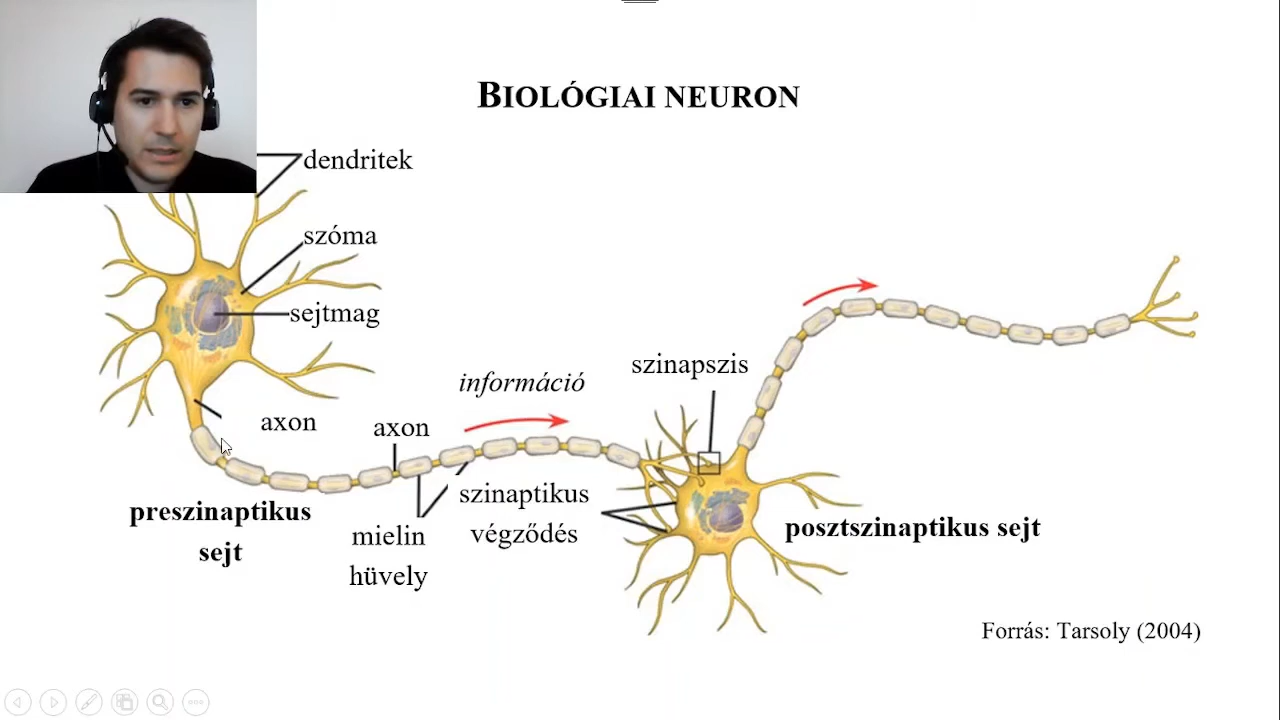 BIOLÓGIAI NEURON
dendritek
szóma
sejtmag
axon
axon
információ
szinapszis
preszinaptikus
sejt
mielin
hüvely
szinaptikus
végződés
posztszinaptikus sejt
Forrás: Tarsoly (2004)